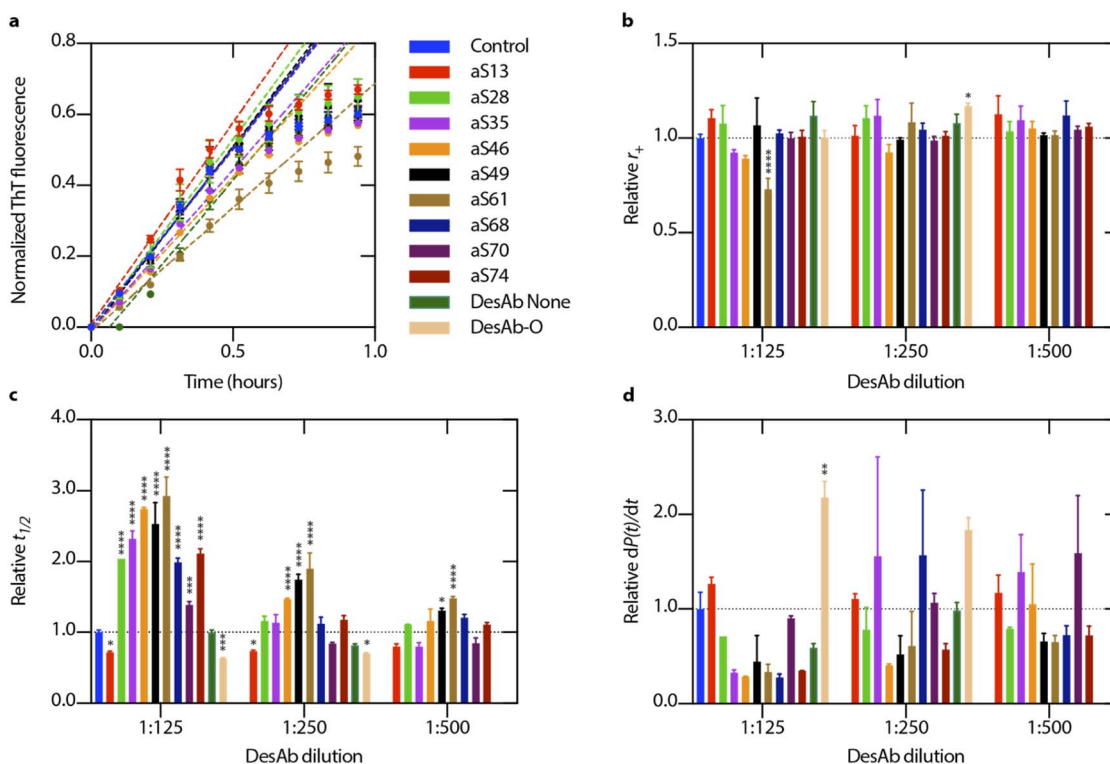 a
0.8
0.6
0.4
0.2
0.0
0.0 0.5 1.0
Normalized ThT fluorescence
Time (hours)
Control
aS13
aS28
aS35
aS46
aS49
aS61
aS68
aS70
aS74
DesAb None
DesAb-O
b
1.5
1.0
0.5
0.0
Relative r+
****
*
1:125 1:250 1:500
DesAb dilution
c
4.0
3.0
2.0
1.0
0.0
Relative t1/2
* **** **** **** **** **** **** *** **** ***
* **** **** **** *
* ****
1:125 1:250 1:500
DesAb dilution
d
3.0
2.0
1.0
0.0
Relative dP(t)/dt
**
1:125 1:250 1:500
DesAb dilution